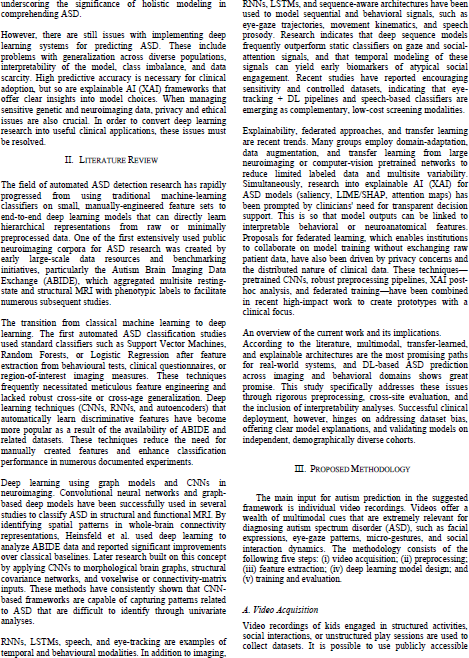 underscoring the significance of holistic modeling in
comprehending ASD.
However, there are still issues with implementing deep
learning systems for predicting ASD. These include
problems with generalization across diverse populations,
interpretability of the model, class imbalance, and data
scarcity. High predictive accuracy is necessary for clinical
adoption, but so are explainable AI (XAI) frameworks that
offer clear insights into model choices. When managing
sensitive genetic and neuroimaging data, privacy and ethical
issues are also crucial. In order to convert deep learning
research into useful clinical applications, these issues must
be resolved.
II. LITERATURE REVIEW
The field of automated ASD detection research has rapidly
progressed from using traditional machine-learning
classifiers on small, manually-engineered feature sets to
end-to-end deep learning models that can directly learn
hierarchical representations from raw or minimally
preprocessed data. One of the first extensively used public
neuroimaging corpora for ASD research was created by
early large-scale data resources and benchmarking
initiatives, particularly the Autism Brain Imaging Data
Exchange (ABIDE), which aggregated multisite resting-
state and structural MRI with phenotypic labels to facilitate
numerous subsequent studies.
The transition from classical machine learning to deep
learning. The first automated ASD classification studies
used standard classifiers such as Support Vector Machines,
Random Forests, or Logistic Regression after feature
extraction from behavioural tests, clinical questionnaires, or
region-of-interest imaging measures. These techniques
frequently necessitated meticulous feature engineering and
lacked robust cross-site or cross-age generalization. Deep
learning techniques (CNNs, RNNs, and autoencoders) that
automatically learn discriminative features have become
more popular as a result of the availability of ABIDE and
related datasets. These techniques reduce the need for
manually created features and enhance classification
performance in numerous documented experiments.
Deep learning using graph models and CNNs in
neuroimaging. Convolutional neural networks and graph-
based deep models have been successfully used in several
studies to classify ASD in structural and functional MRI. By
identifying spatial patterns in whole-brain connectivity
representations, Heinsfeld et al. used deep learning to
analyze ABIDE data and reported significant improvements
over classical baselines. Later research built on this concept
by applying CNNs to morphological brain graphs, structural
covariance networks, and voxelwise or connectivity-matrix
inputs. These methods have consistently shown that CNN-
based frameworks are capable of capturing patterns related
to ASD that are difficult to identify through univariate
analyses.
RNNs, LSTMs, speech, and eye-tracking are examples of
temporal and behavioural modalities. In addition to imaging,
RNNs, LSTMs, and sequence-aware architectures have been
used to model sequential and behavioral signals, such as
eye-gaze trajectories, movement kinematics, and speech
prosody. Research indicates that deep sequence models
frequently outperform static classifiers on gaze and social-
attention signals, and that temporal modeling of these
signals can yield early biomarkers of atypical social
engagement. Recent studies have reported encouraging
sensitivity and controlled datasets, indicating that eye-
tracking + DL pipelines and speech-based classifiers are
emerging as complementary, low-cost screening modalities.
Explainability, federated approaches, and transfer learning
are recent trends. Many groups employ domain-adaptation,
data augmentation, and transfer learning from large
neuroimaging or computer-vision pretrained networks to
reduce limited labeled data and multisite variability.
Simultaneously, research into explainable AI (XAI) for
ASD models (saliency, LIME/SHAP, attention maps) has
been prompted by clinicians' need for transparent decision
support. This is so that model outputs can be linked to
interpretable behavioral or neuroanatomical features.
Proposals for federated learning, which enables institutions
to collaborate on model training without exchanging raw
patient data, have also been driven by privacy concerns and
the distributed nature of clinical data. These techniques—
pretrained CNNs, robust preprocessing pipelines, XAI post-
hoc analysis, and federated training—have been combined
in recent high-impact work to create prototypes with a
clinical focus.
An overview of the current work and its implications.
According to the literature, multimodal, transfer-learned,
and explainable architectures are the most promising paths
for real-world systems, and DL-based ASD prediction
across imaging and behavioral domains shows great
promise. This study specifically addresses these issues
through rigorous preprocessing, cross-site evaluation, and
the inclusion of interpretability analyses. Successful clinical
deployment, however, hinges on addressing dataset bias,
offering clear model explanations, and validating models on
independent, demographically diverse cohorts.
III. PROPOSED METHODOLOGY
The main input for autism prediction in the suggested
framework is individual video recordings. Videos offer a
wealth of multimodal cues that are extremely relevant for
diagnosing autism spectrum disorder (ASD), such as facial
expressions, eye-gaze patterns, micro-gestures, and social
interaction dynamics. The methodology consists of the
following five steps: (i) video acquisition; (ii) preprocessing;
(iii) feature extraction; (iv) deep learning model design; and
(v) training and evaluation.
A. Video Acquisition
Video recordings of kids engaged in structured activities,
social interactions, or unstructured play sessions are used to
collect datasets. It is possible to use publicly accessible